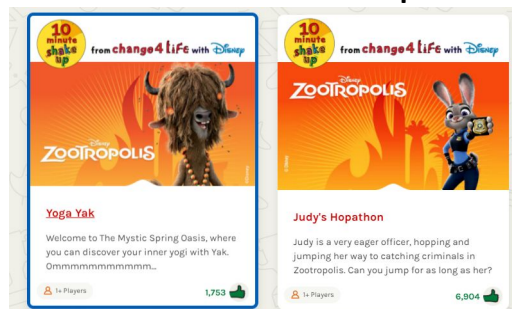 10
minute
shake
up
from change4LiFe with Disney
Disney
ZOOTROPOLIS
Yoga Yak
Welcome to The Mystic Spring Oasis, where
you can discover your inner yogi with Yak.
Ommmmmmmmmmm...
1+ Players
1,753
10
minute
shake
up
from change4LiFe with Disney
Disney
ZOOTROPOLIS
Judy's Hopathon
Judy is a very eager officer, hopping and
jumping her way to catching criminals in
Zootropolis. Can you jump for as long as her?
1+ Players
6,904